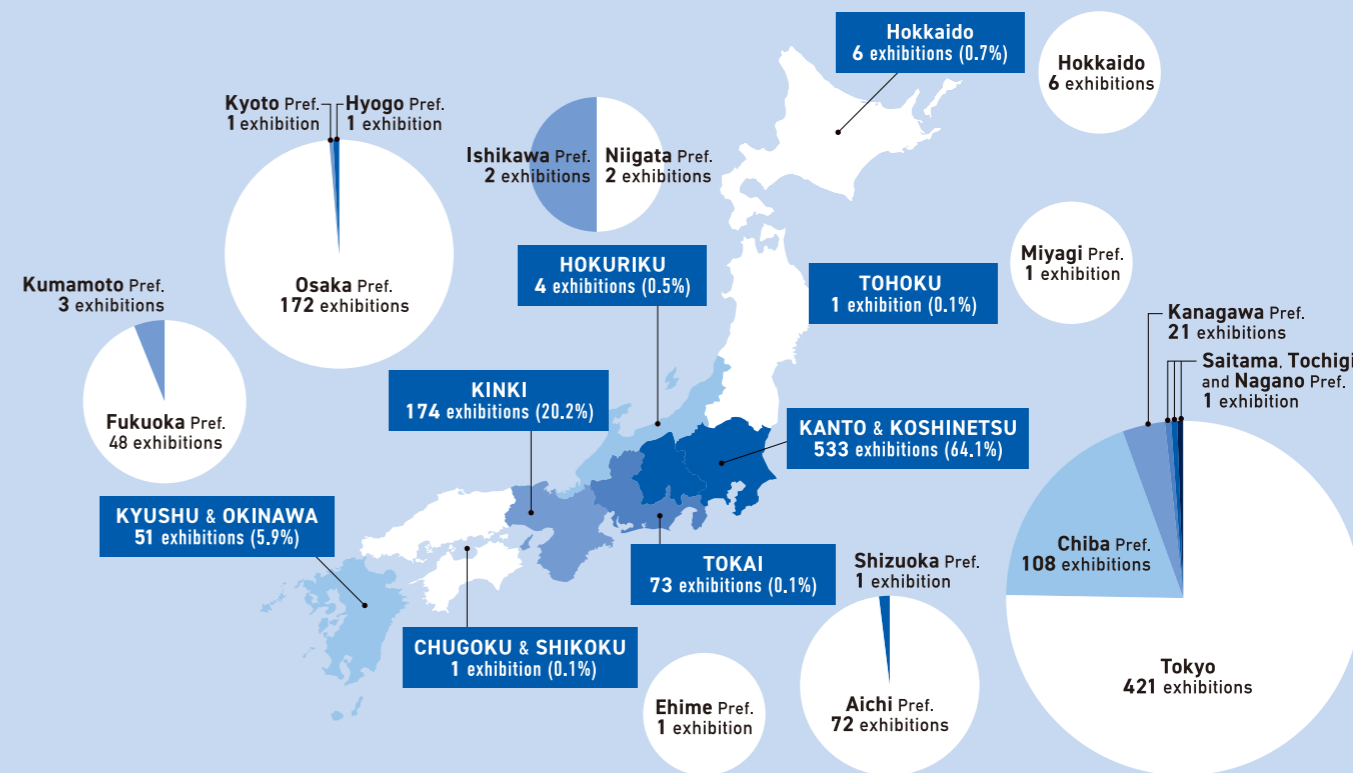 Hokkaido
6 exhibitions (0.7%)
Hokkaido
6 exhibitions
Kyoto Pref.
1 exhibition
Hyogo Pref.
1 exhibition
Ishikawa Pref.
2 exhibitions
Niigata Pref.
2 exhibitions
Osaka Pref.
172 exhibitions
HOKURIKU
4 exhibitions (0.5%)
TOHOKU
1 exhibition (0.1%)
Miyagi Pref.
1 exhibition
Kumamoto Pref.
3 exhibitions
Fukuoka Pref.
48 exhibitions
KINKI
174 exhibitions (20.2%)
KANTO & KOSHINETSU
533 exhibitions (64.1%)
Kanagawa Pref.
21 exhibitions
Saitama, Tochigi
and Nagano Pref.
1 exhibition
Chiba Pref.
108 exhibitions
Tokyo
421 exhibitions
KYUSHU & OKINAWA
51 exhibitions (5.9%)
TOKAI
73 exhibitions (0.1%)
Shizuoka Pref.
1 exhibition
Aichi Pref.
72 exhibitions
CHUGOKU & SHIKOKU
1 exhibition (0.1%)
Ehime Pref.
1 exhibition